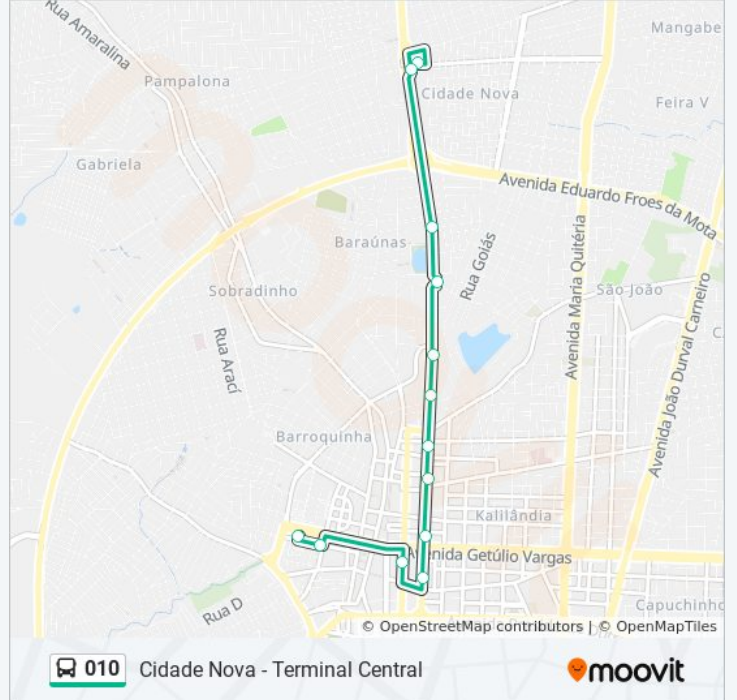 Rua Amaralina
Mangabe
Pampalona
Cidade Nova
Feira V
Gabriela
Avenida Eduardo Froes da Mota
Baraúnas
Rua Goiás
Avenida Maria Quitéria
Sobradinho
São João
Avenida João Durval Carneiro
C
Rua Arací
Barroquinha
Kalilândia
Avenida Getúlio Vargas
Rua D
Capuchinho
© OpenStreetMap contributors | © OpenMapTiles
010 Cidade Nova - Terminal Central
moovit